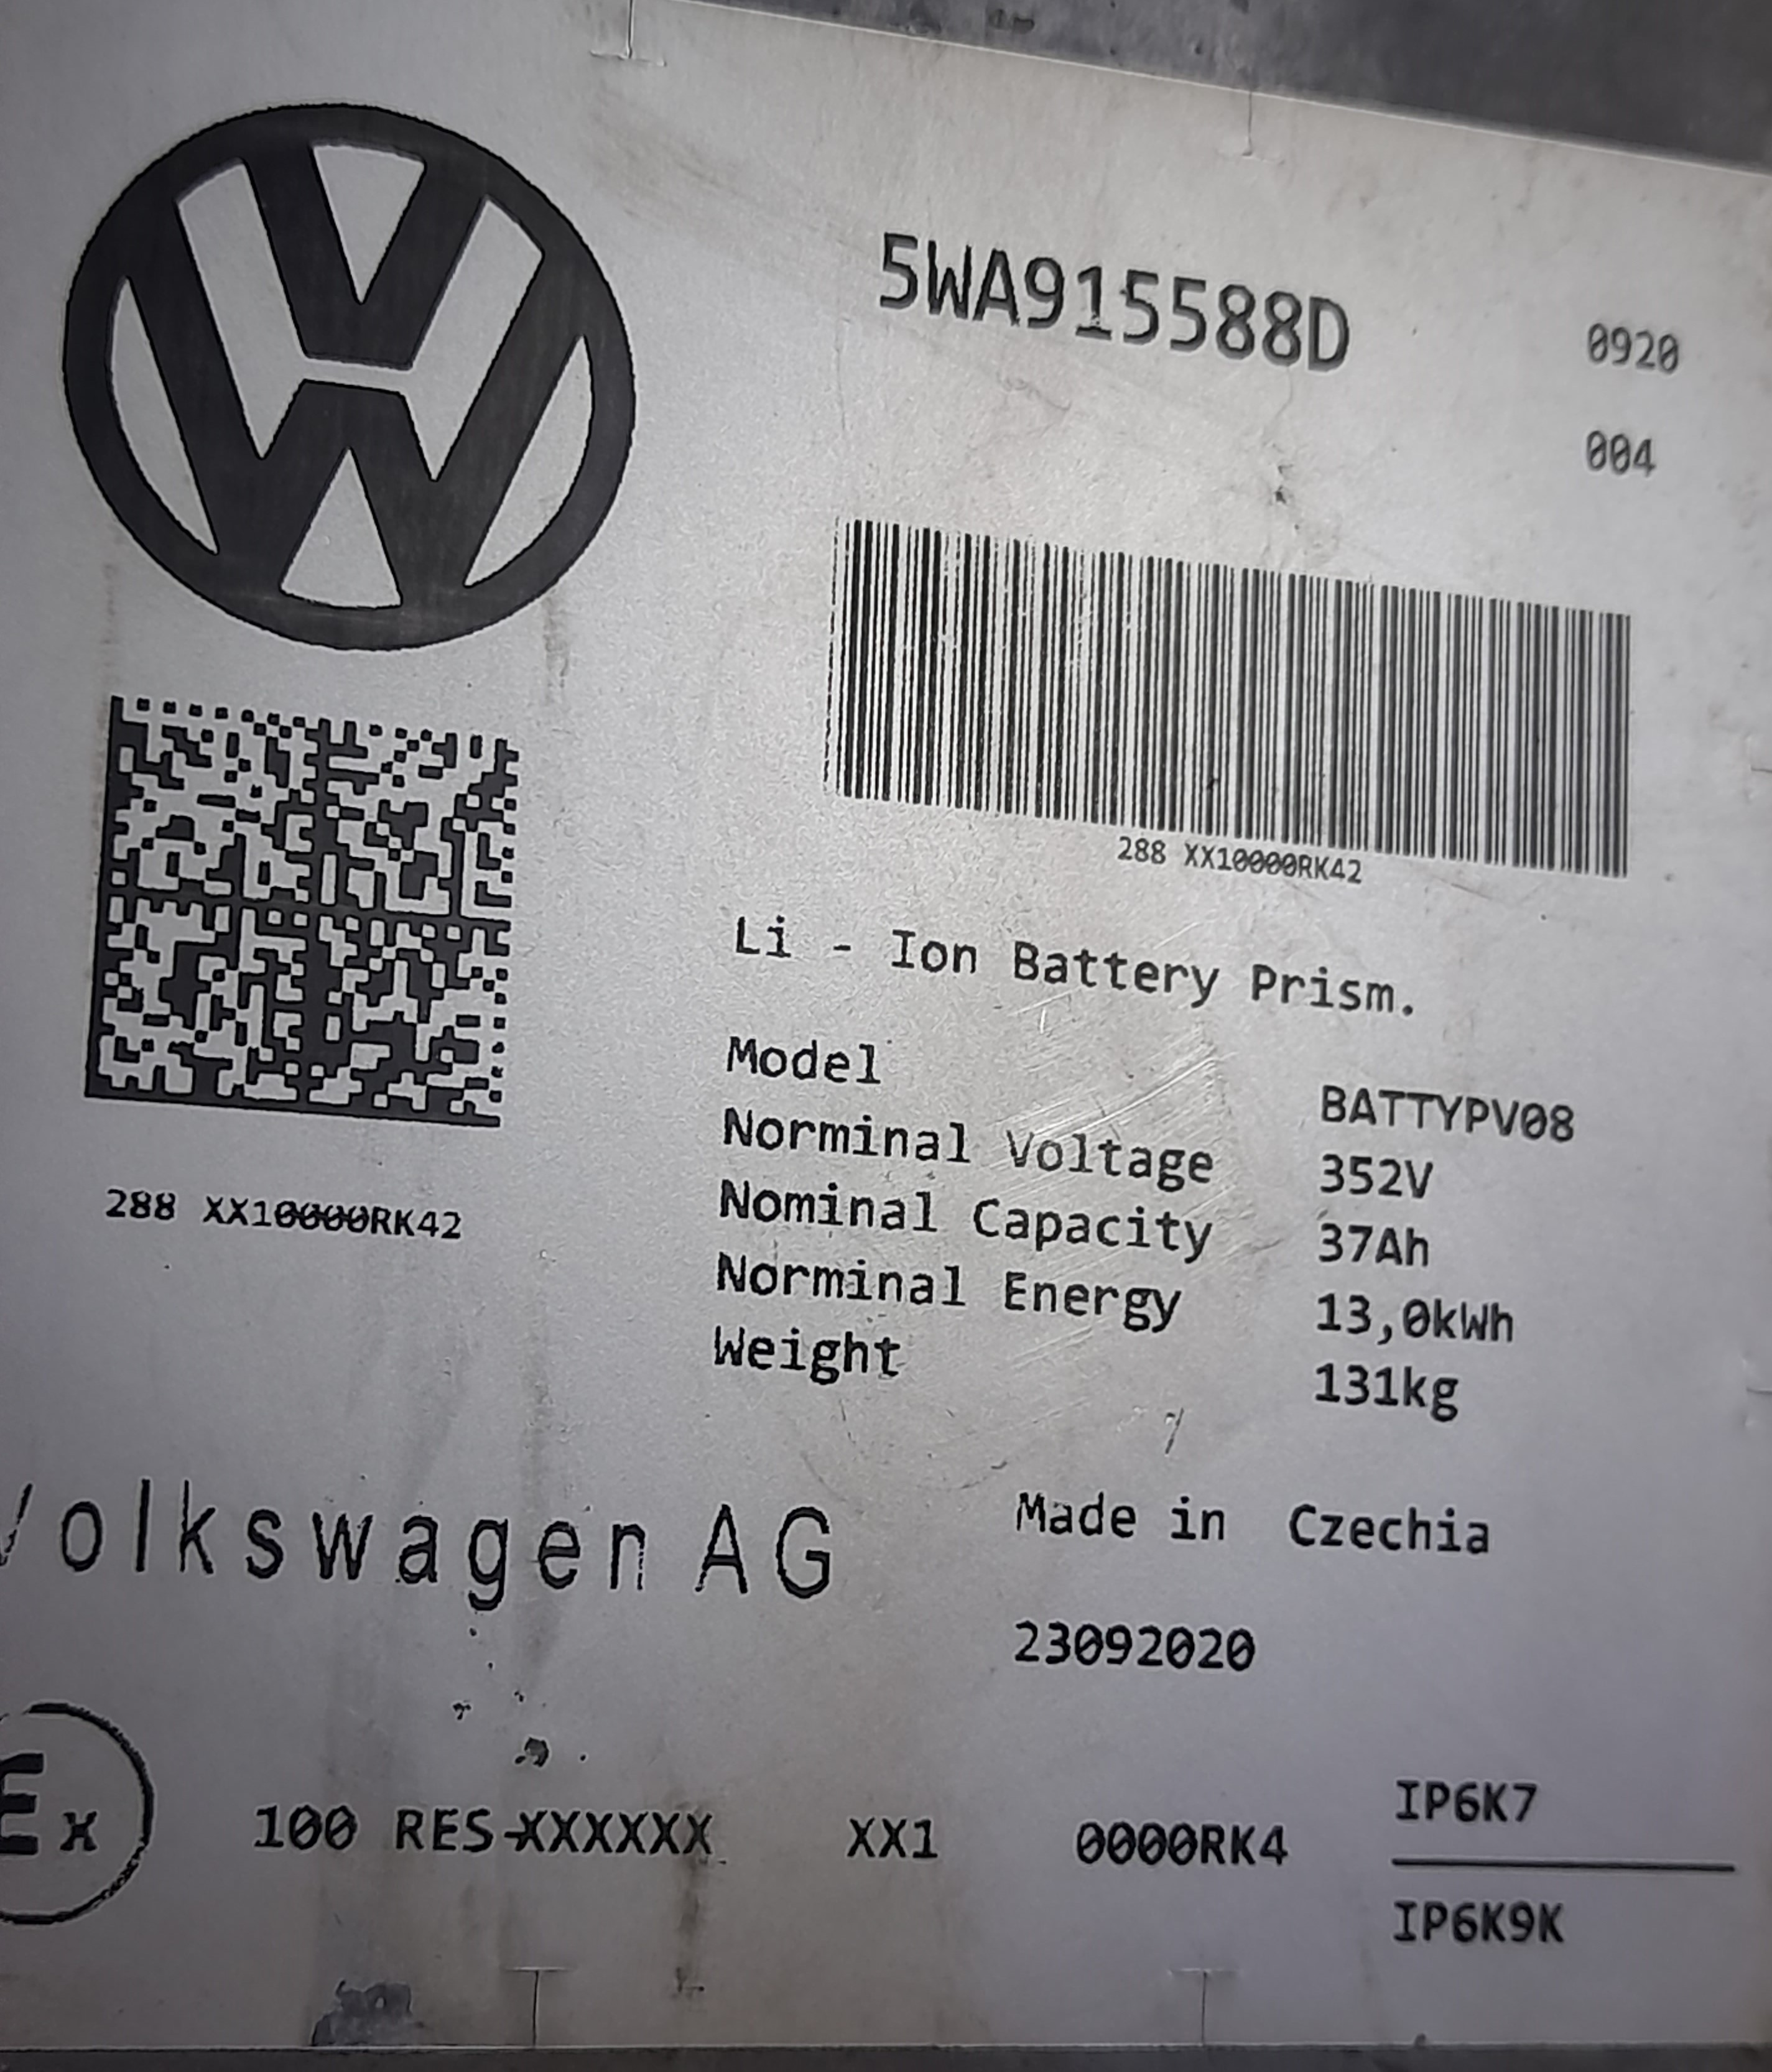 5WA915588D
0920
004
288 XX10000RK42
Li - Ion Battery Prism.
Model BATTYPV08
Norminal Voltage 352V
Nominal Capacity 37Ah
Norminal Energy 13,0kWh
Weight 131kg
288 XX10000RK42
Volkswagen AG
Made in Czechia
23092020
Ex
100 RES-XXXXXX XX1 0000RK4
IP6K7
IP6K9K